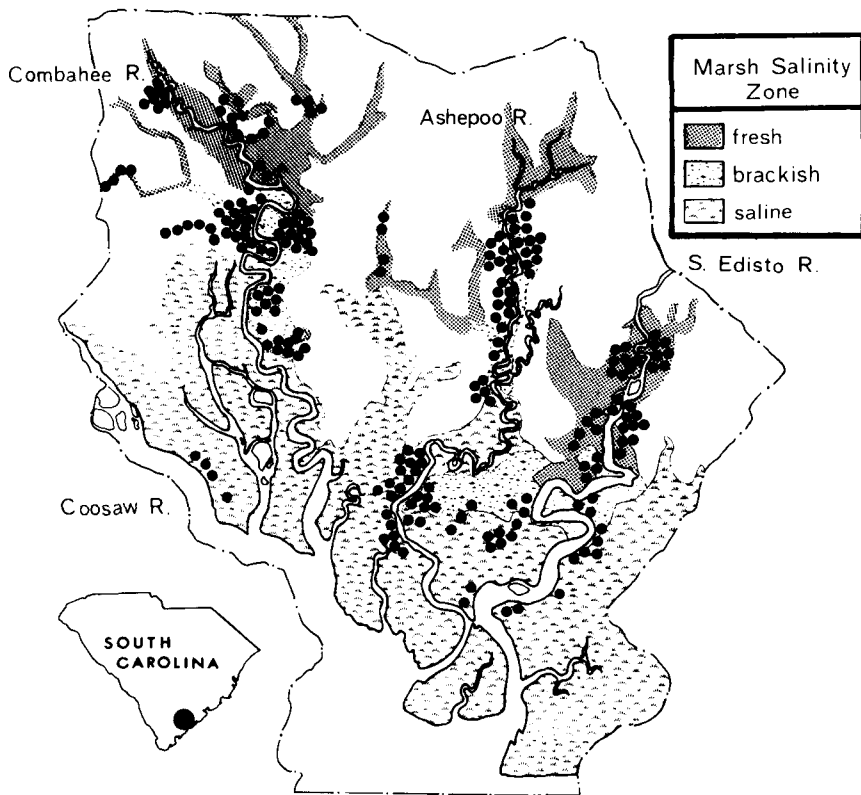 Combahee R.
Ashepoo R.
Marsh Salinity
Zone
fresh
brackish
saline
S. Edisto R.
Coosaw R.
SOUTH
CAROLINA